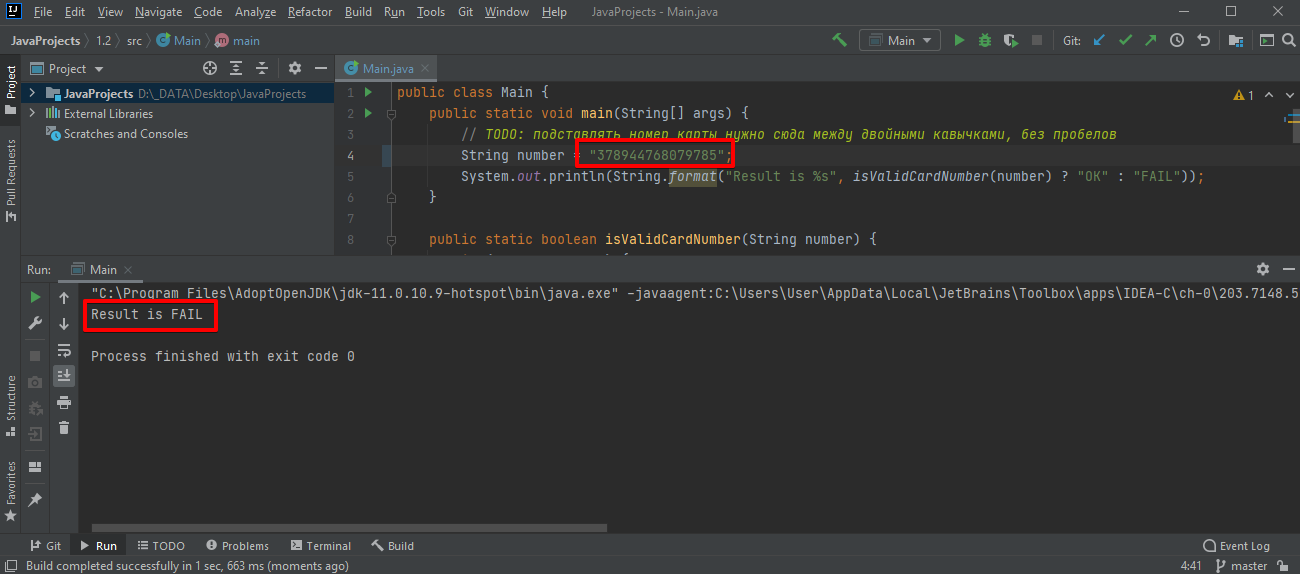 File Edit View Navigate Code Analyze Refactor Build Run Tools Git Window Help JavaProjects - Main.java
JavaProjects 1.2 src Main main
Main Git:
Project
Main.java
JavaProjects D:\_DATA\Desktop\JavaProjects
External Libraries
Scratches and Consoles
1 public class Main {
2 public static void main(String[] args) {
3 // TODO: подставлять номер карты нужно сюда между двойными кавычками, без пробелов
4 String number = "378944768079785";
5 System.out.println(String.format("Result is %s", isValidCardNumber(number) ? "OK" : "FAIL"));
6 }
7
8 public static boolean isValidCardNumber(String number) {
1
Project
Pull Requests
Structure
Favorites
Run: Main
"C:\Program Files\AdoptOpenJDK\jdk-11.0.10.9-hotspot\bin\java.exe" -javaagent:C:\Users\User\AppData\Local\JetBrains\Toolbox\apps\IDEA-C\ch-0\203.7148.5
Result is FAIL
Process finished with exit code 0
Git Run TODO Problems Terminal Build Event Log
Build completed successfully in 1 sec, 663 ms (moments ago) 4:41 master